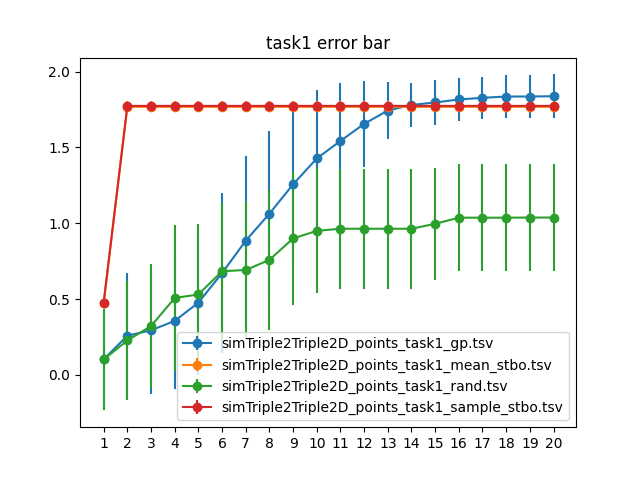 task1 error bar
2.0
1.5
1.0
0.5
0.0
simTriple2Triple2D_points_task1_gp.tsv
simTriple2Triple2D_points_task1_mean_stbo.tsv
simTriple2Triple2D_points_task1_rand.tsv
simTriple2Triple2D_points_task1_sample_stbo.tsv
1 2 3 4 5 6 7 8 9 10 11 12 13 14 15 16 17 18 19 20